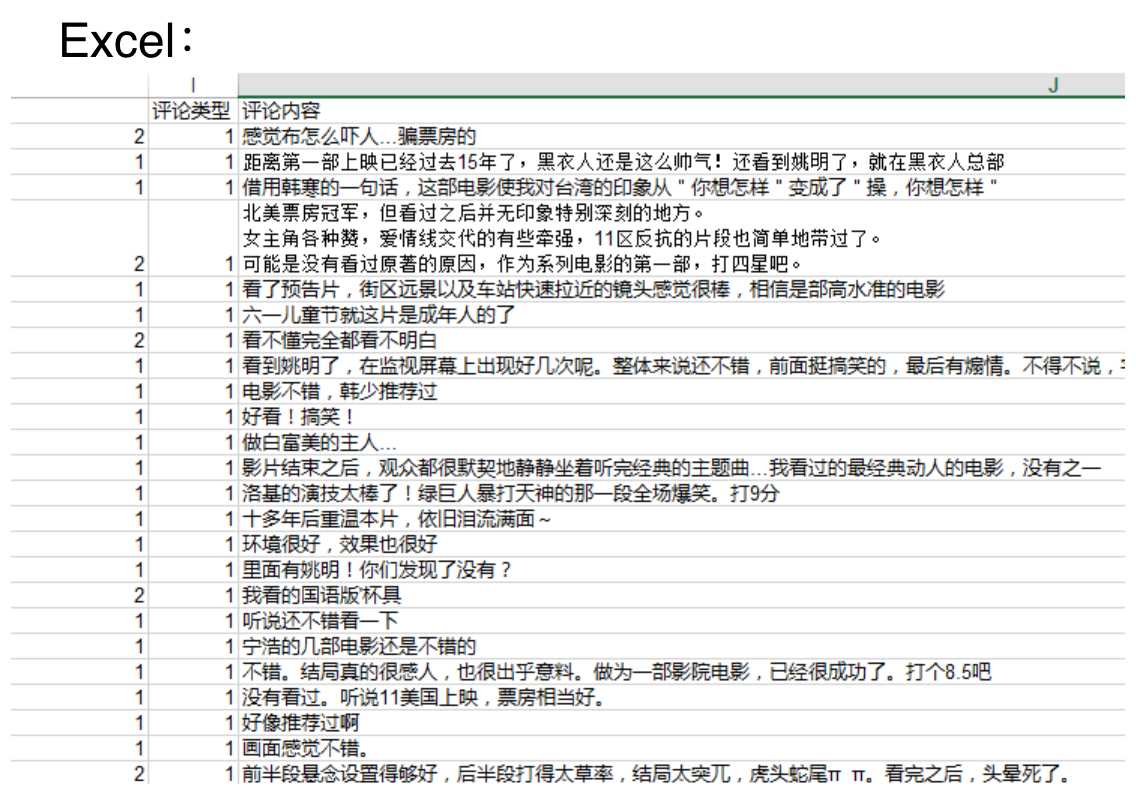 Excel：
I J
评论类型 评论内容
2 1 感觉布怎么吓人…骗票房的
1 1 距离第一部上映已经过去15年了，黑衣人还是这么帅气！还看到姚明了，就在黑衣人总部
1 1 借用韩寒的一句话，这部电影使我对台湾的印象从＂你想怎样＂变成了＂操，你想怎样＂
北美票房冠军，但看过之后并无印象特别深刻的地方。
女主角各种赞，爱情线交代的有些牵强，11区反抗的片段也简单地带过了。
2 1 可能是没有看过原著的原因，作为系列电影的第一部，打四星吧。
1 1 看了预告片，街区远景以及车站快速拉近的镜头感觉很棒，相信是部高水准的电影
1 1 六一儿童节就这片是成年人的了
2 1 看不懂完全都看不明白
1 1 看到姚明了，在监视屏幕上出现好几次呢。整体来说还不错，前面挺搞笑的，最后有煽情。不得不说，
1 1 电影不错，韩少推荐过
1 1 好看！搞笑！
1 1 做白富美的主人…
1 1 影片结束之后，观众都很默契地静静坐着听完经典的主题曲…我看过的最经典动人的电影，没有之一
1 1 洛基的演技太棒了！绿巨人暴打天神的那一段全场爆笑。打9分
1 1 十多年后重温本片，依旧泪流满面～
1 1 环境很好，效果也很好
1 1 里面有姚明！你们发现了没有？
2 1 我看的国语版'杯具
1 1 听说还不错看一下
1 1 宁浩的几部电影还是不错的
1 1 不错。结局真的很感人，也很出乎意料。做为一部影院电影，已经很成功了。打个8.5吧
1 1 没有看过。听说11美国上映，票房相当好。
1 1 好像推荐过啊
1 1 画面感觉不错。
2 1 前半段悬念设置得够好，后半段打得太草率，结局太突兀，虎头蛇尾π π。看完之后，头晕死了。